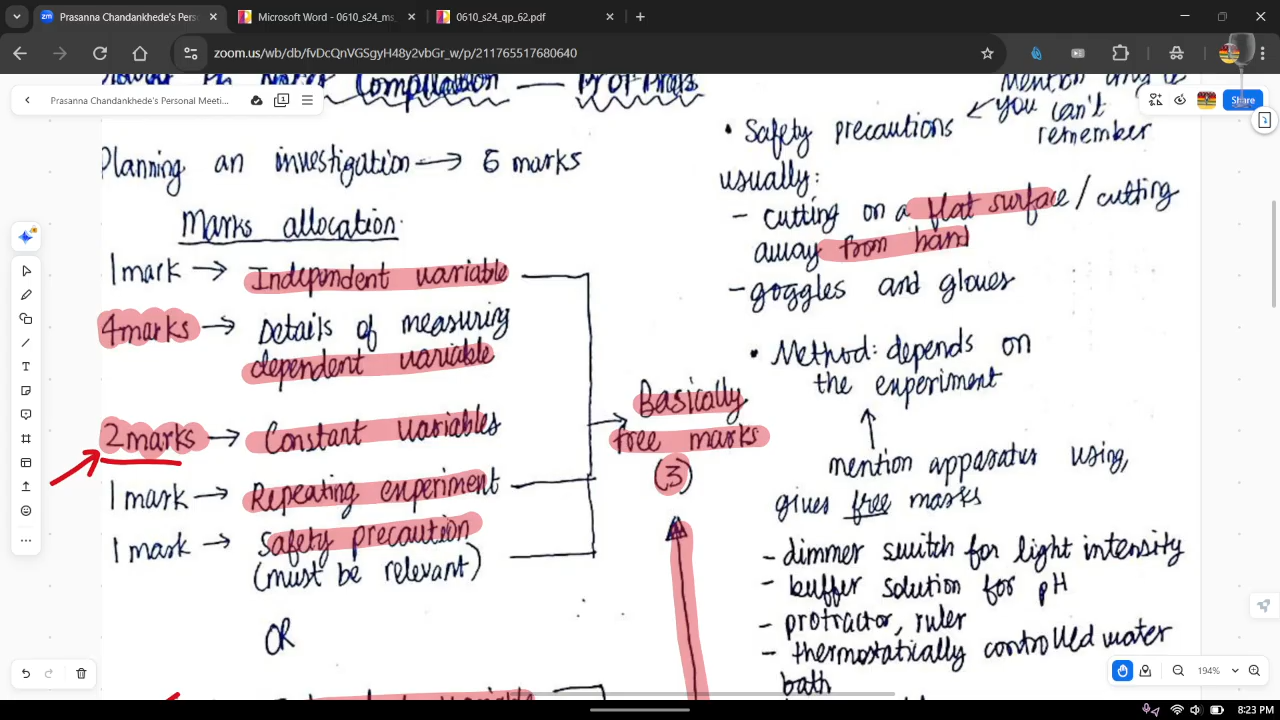 Prasanna Chandankhede's Perso
Microsoft Word - 0610_s24_ms_
0610_s24_qp_62.pdf
zoom.us/wb/db/fvDcQnVGSgyH48y2vbGr_w/p/211765517680640
Prasanna Chandankhede's Personal Meeti...
Share
Compilation
Planning an investigation → 6 marks
Marks allocation:
1 mark → Independent variable
4 marks → Details of measuring
dependent variable
2 marks → Constant variables
1 mark → Repeating experiment
1 mark → Safety precaution
(must be relevant)
OR
Basically
free marks
(3)
you can't
remember
• Safety precautions
usually:
- cutting on a flat surface / cutting
away from hand
- goggles and gloves
• Method: depends on
the experiment
mention apparatus using,
gives free marks
- dimmer switch for light intensity
- buffer solution for pH
- protractor, ruler
- thermostatically controlled water
bath
194%
8:23 PM